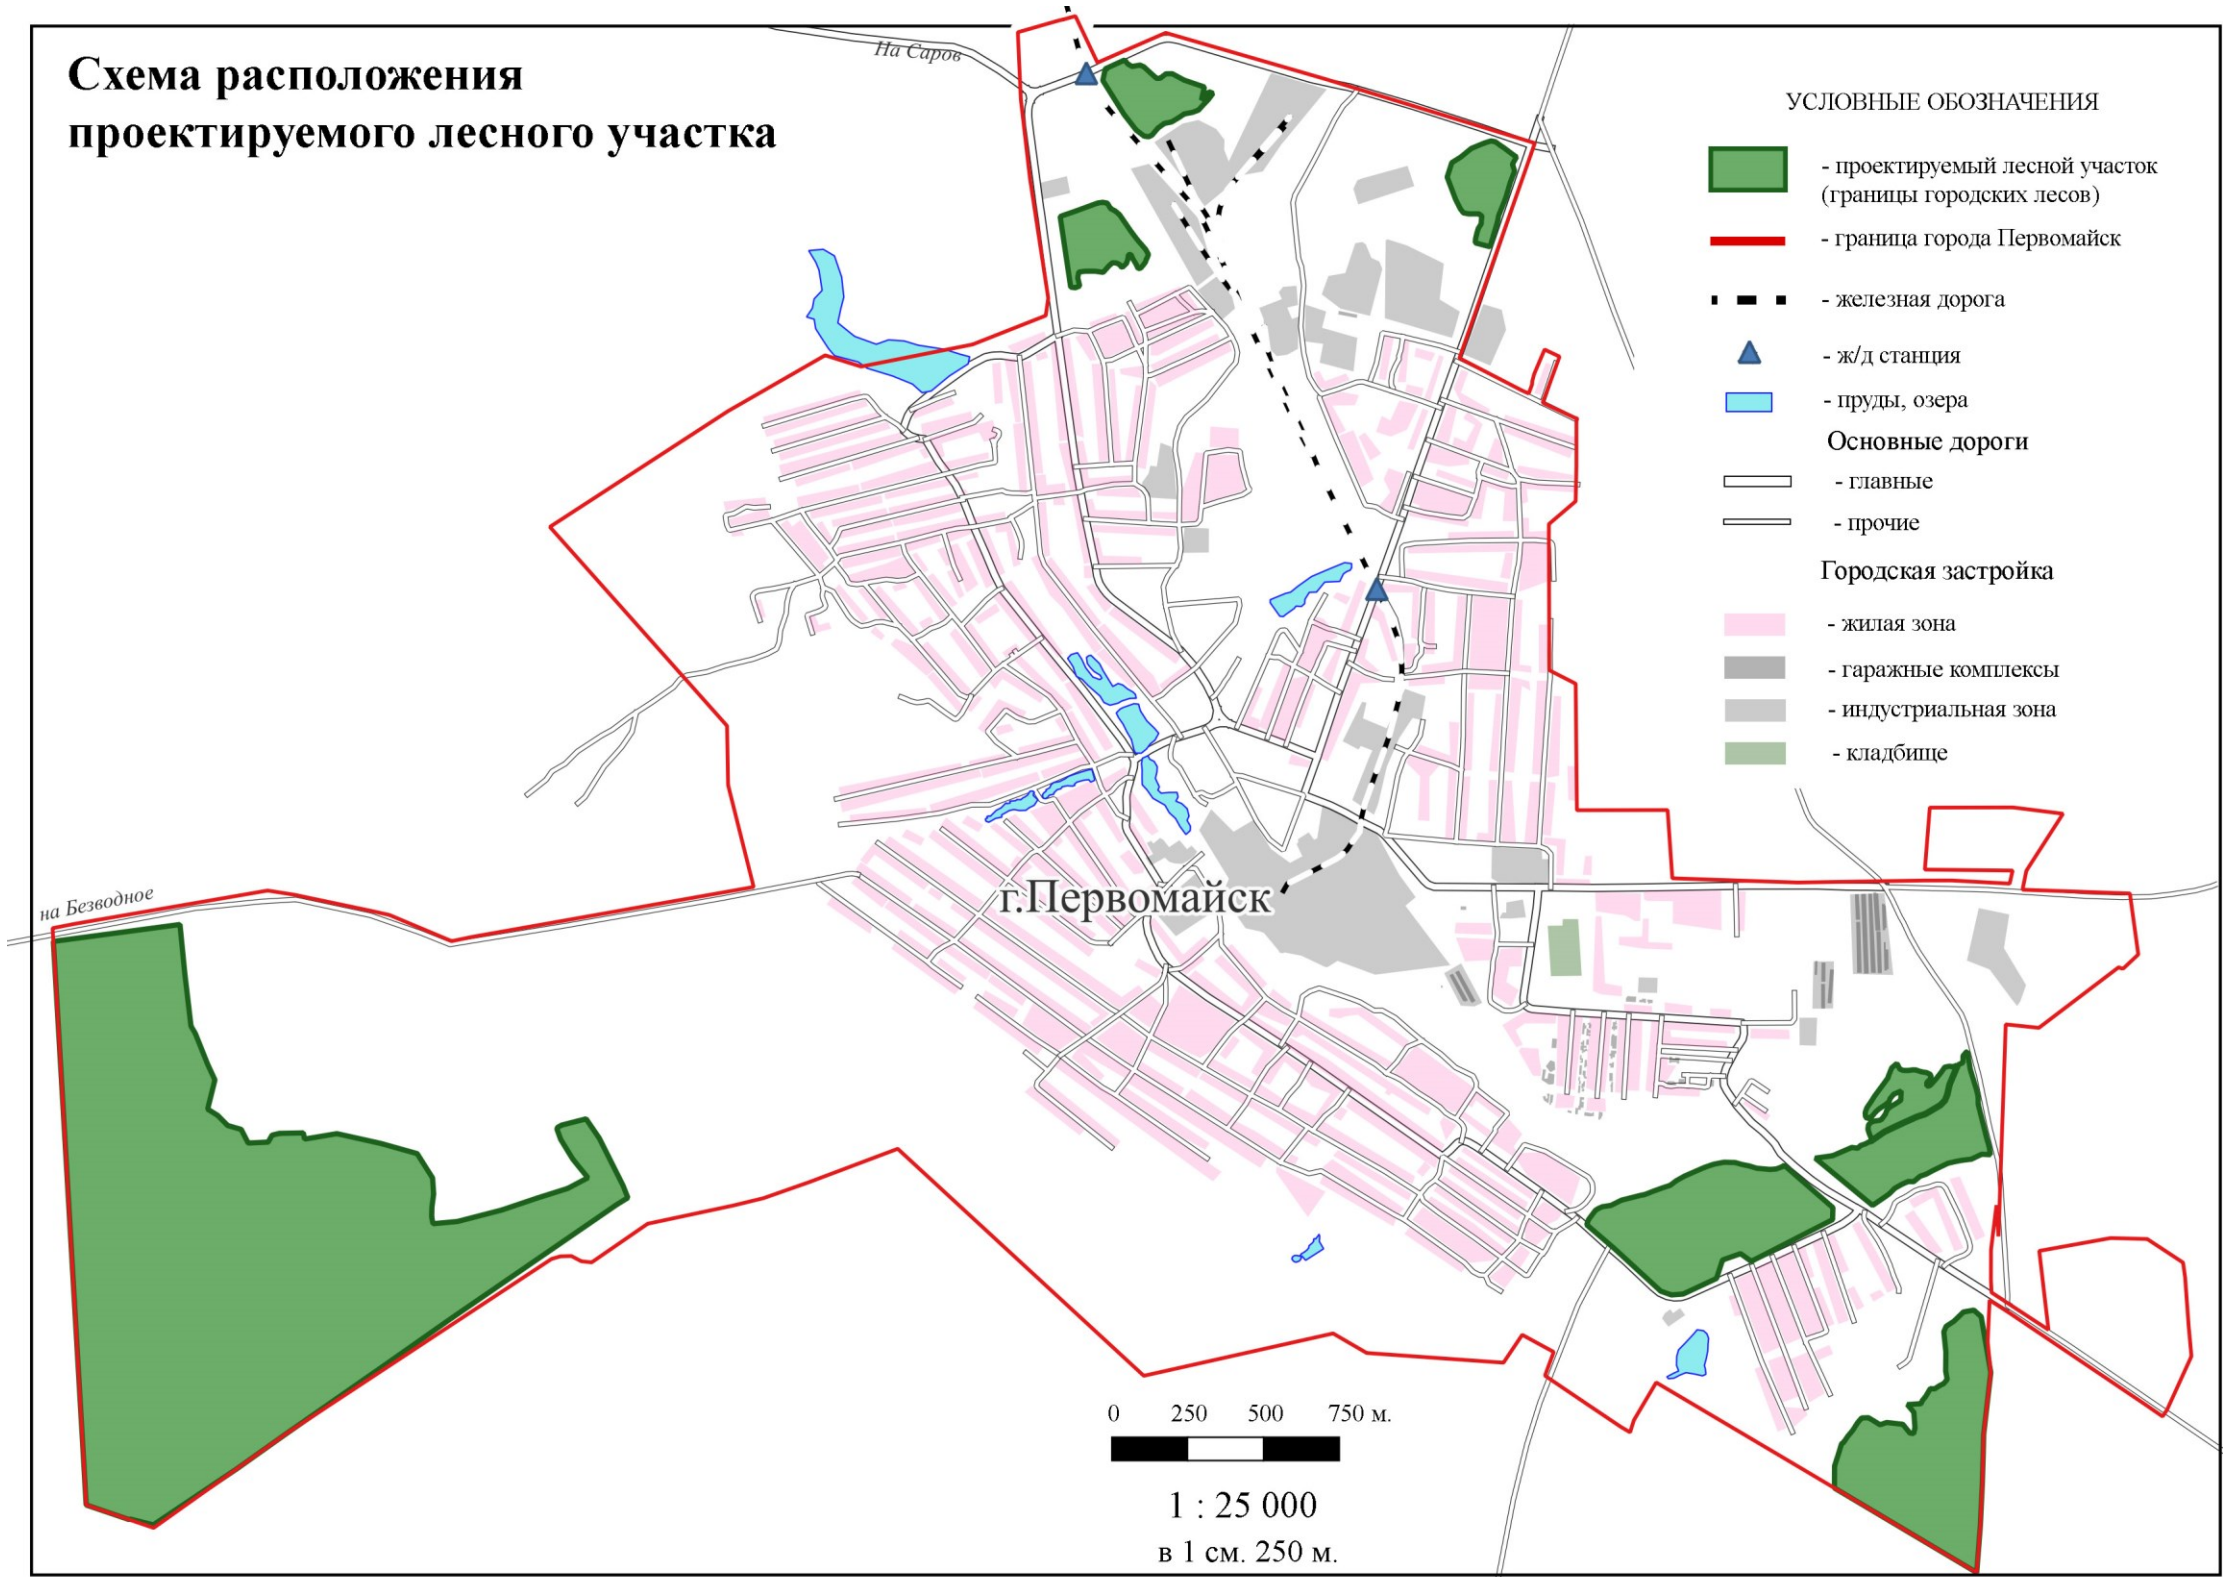 Схема расположения
проектируемого лесного участка
На Саров
УСЛОВНЫЕ ОБОЗНАЧЕНИЯ
- проектируемый лесной участок
(границы городских лесов)
- граница города Первомайск
- железная дорога
- ж/д станция
- пруды, озера
Основные дороги
- главные
- прочие
Городская застройка
- жилая зона
- гаражные комплексы
- индустриальная зона
- кладбище
на Безводное
г.Первомайск
0 250 500 750 м.
1 : 25 000
в 1 см. 250 м.